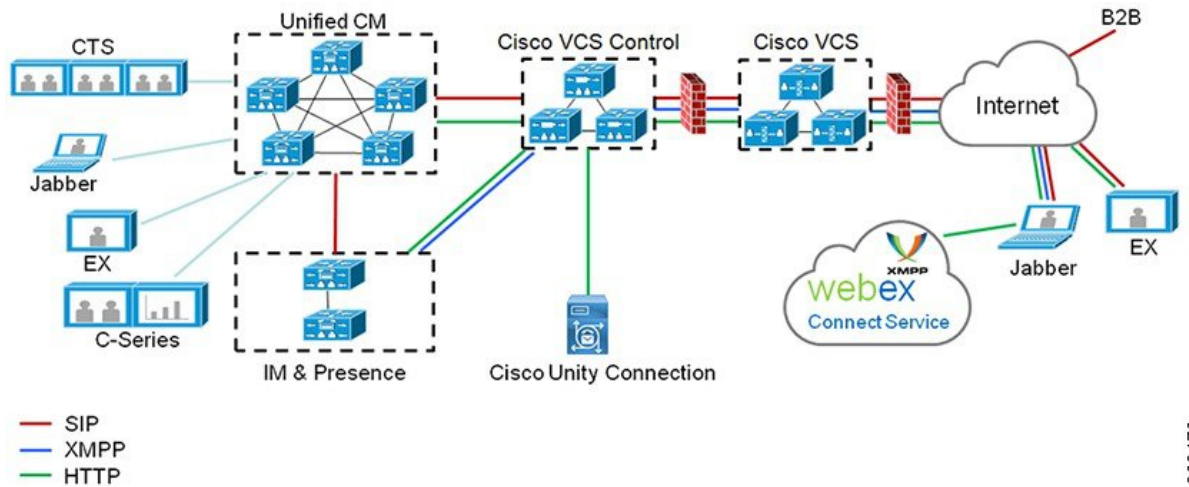 Unified CM
CTS
Cisco VCS Control
Cisco VCS
B2B
Internet
Jabber
EX
C-Series
IM & Presence
Cisco Unity Connection
XMPP
webex
Connect Service
Jabber
EX
SIP
XMPP
HTTP